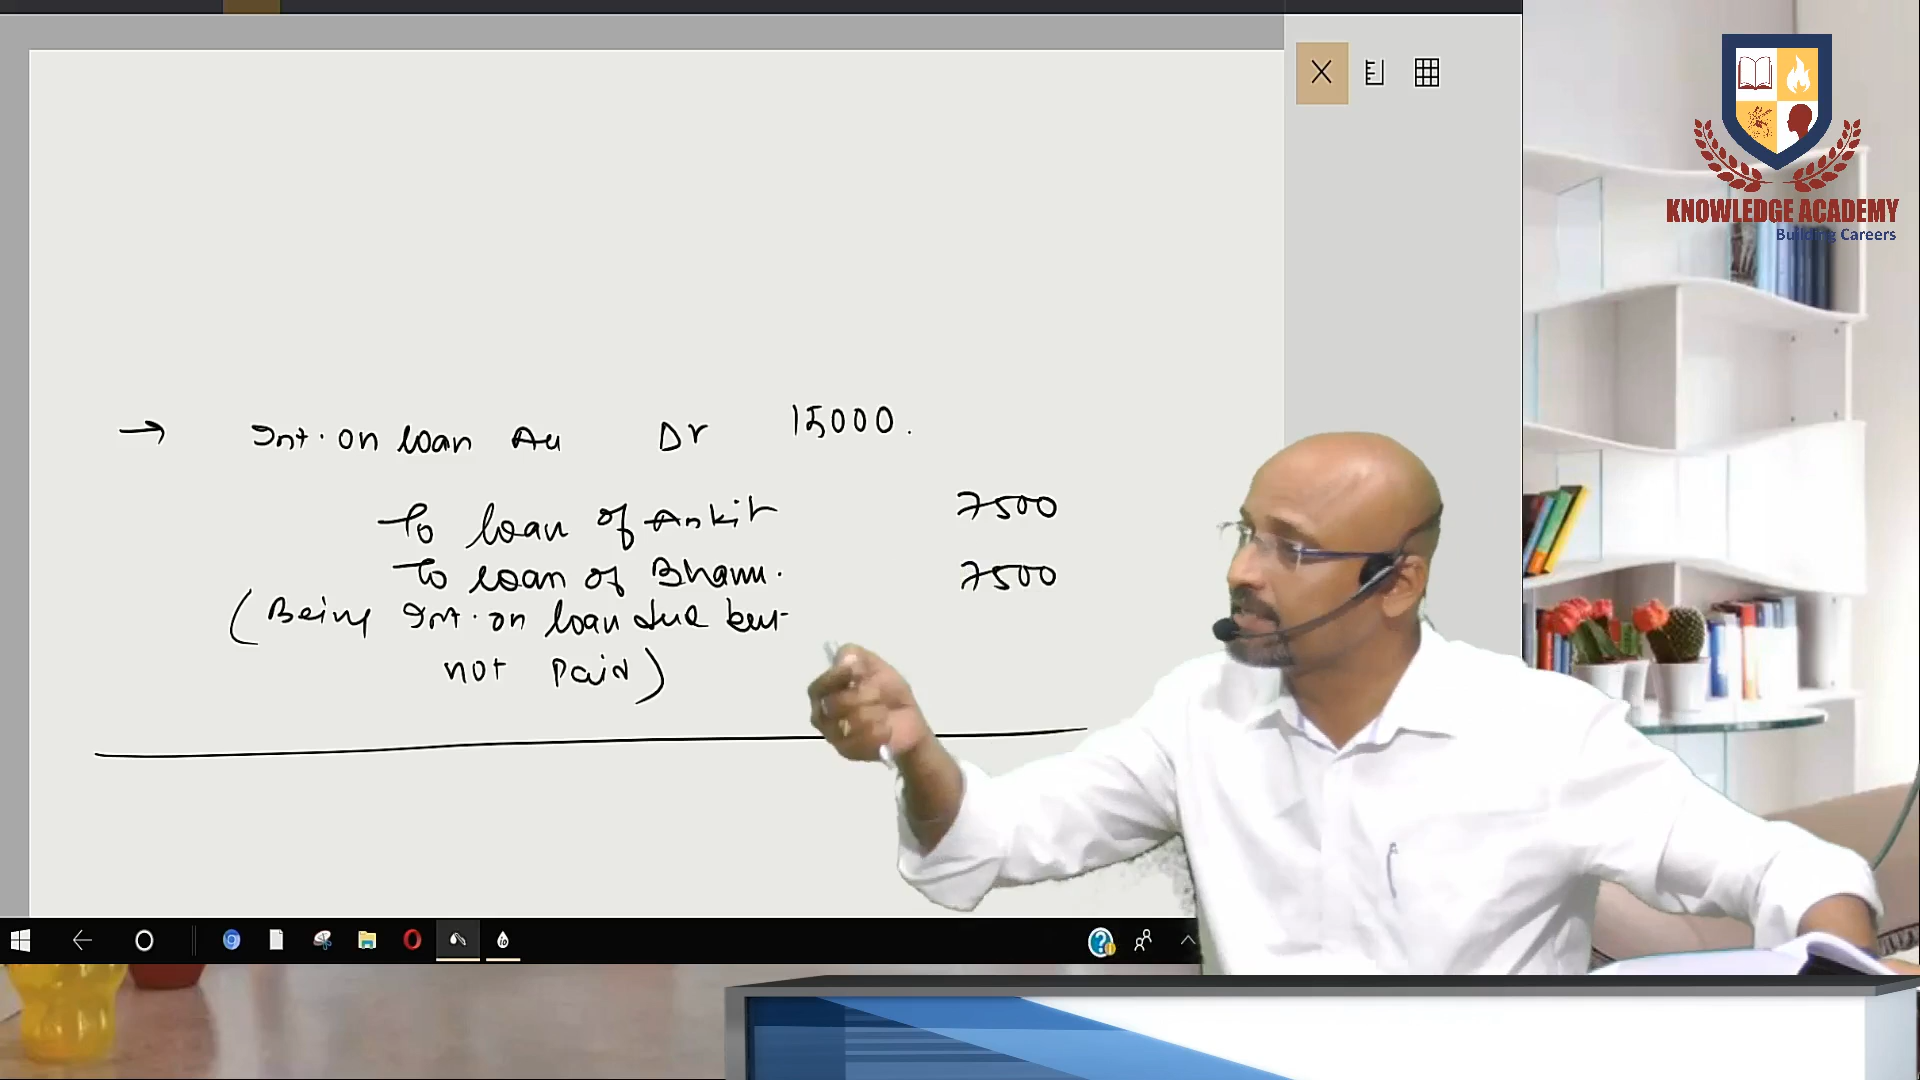 → Int. on loan A/c Dr 15000.
To loan of Ankit 7500
To loan of Bhanu. 7500
(Being Int. on loan due but
not paid)
KNOWLEDGE ACADEMY
Building Careers